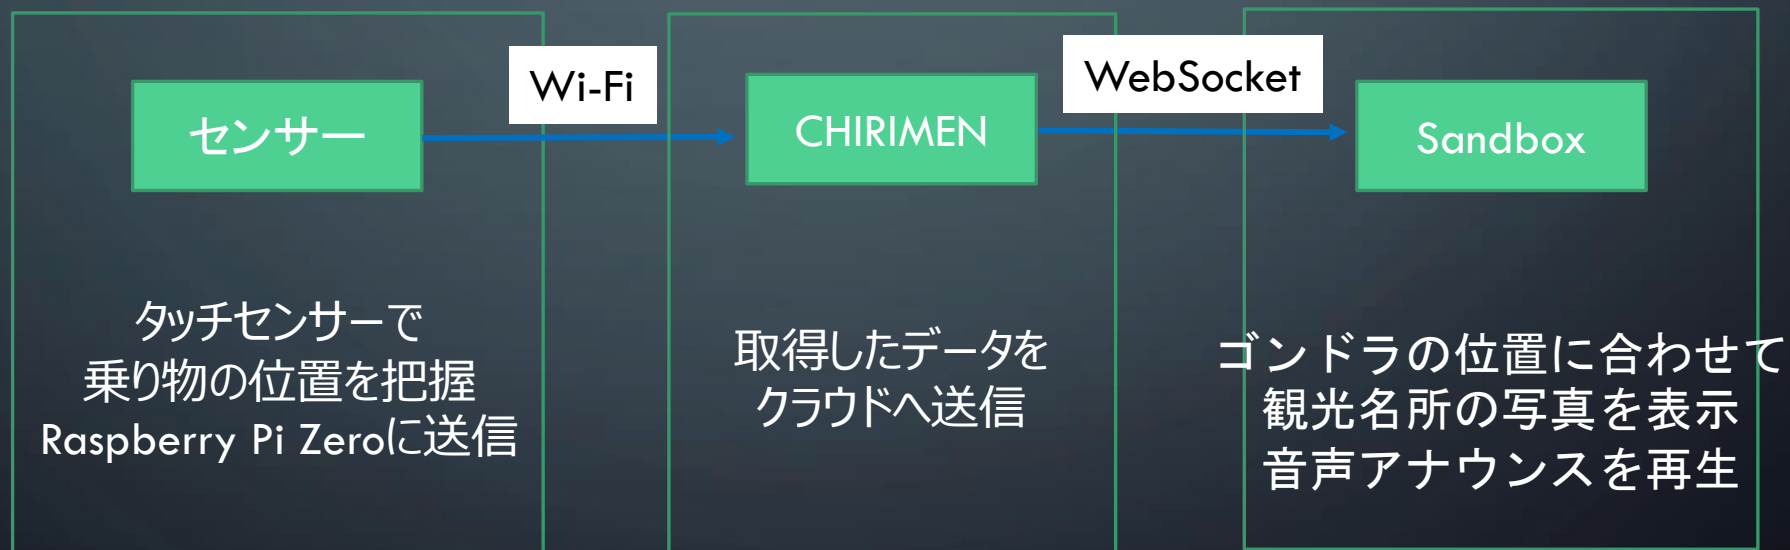 センサー
Wi-Fi
CHIRIMEN
WebSocket
Sandbox
タッチセンサーで
乗り物の位置を把握
Raspberry Pi Zeroに送信
取得したデータを
クラウドへ送信
ゴンドラの位置に合わせて
観光名所の写真を表示
音声アナウンスを再生